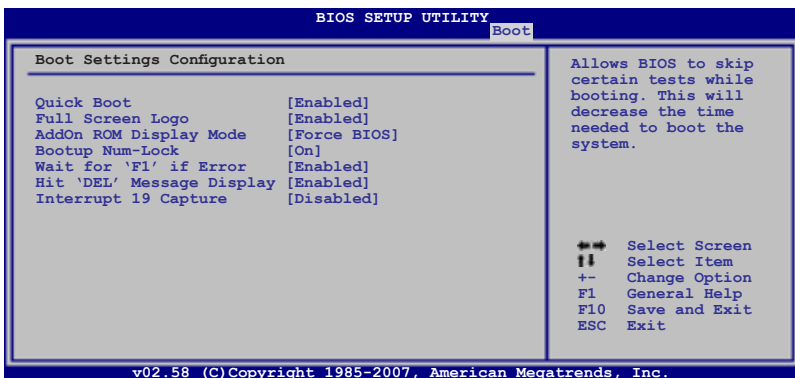 BIOS SETUP UTILITY
Boot
Boot Settings Configuration
Quick Boot [Enabled]
Full Screen Logo [Enabled]
AddOn ROM Display Mode [Force BIOS]
Bootup Num-Lock [On]
Wait for ‘F1’ if Error [Enabled]
Hit ‘DEL’ Message Display [Enabled]
Interrupt 19 Capture [Disabled]
Allows BIOS to skip
certain tests while
booting. This will
decrease the time
needed to boot the
system.
←→ Select Screen
↑↓ Select Item
+- Change Option
F1 General Help
F10 Save and Exit
ESC Exit
v02.58 (C)Copyright 1985-2007, American Megatrends, Inc.